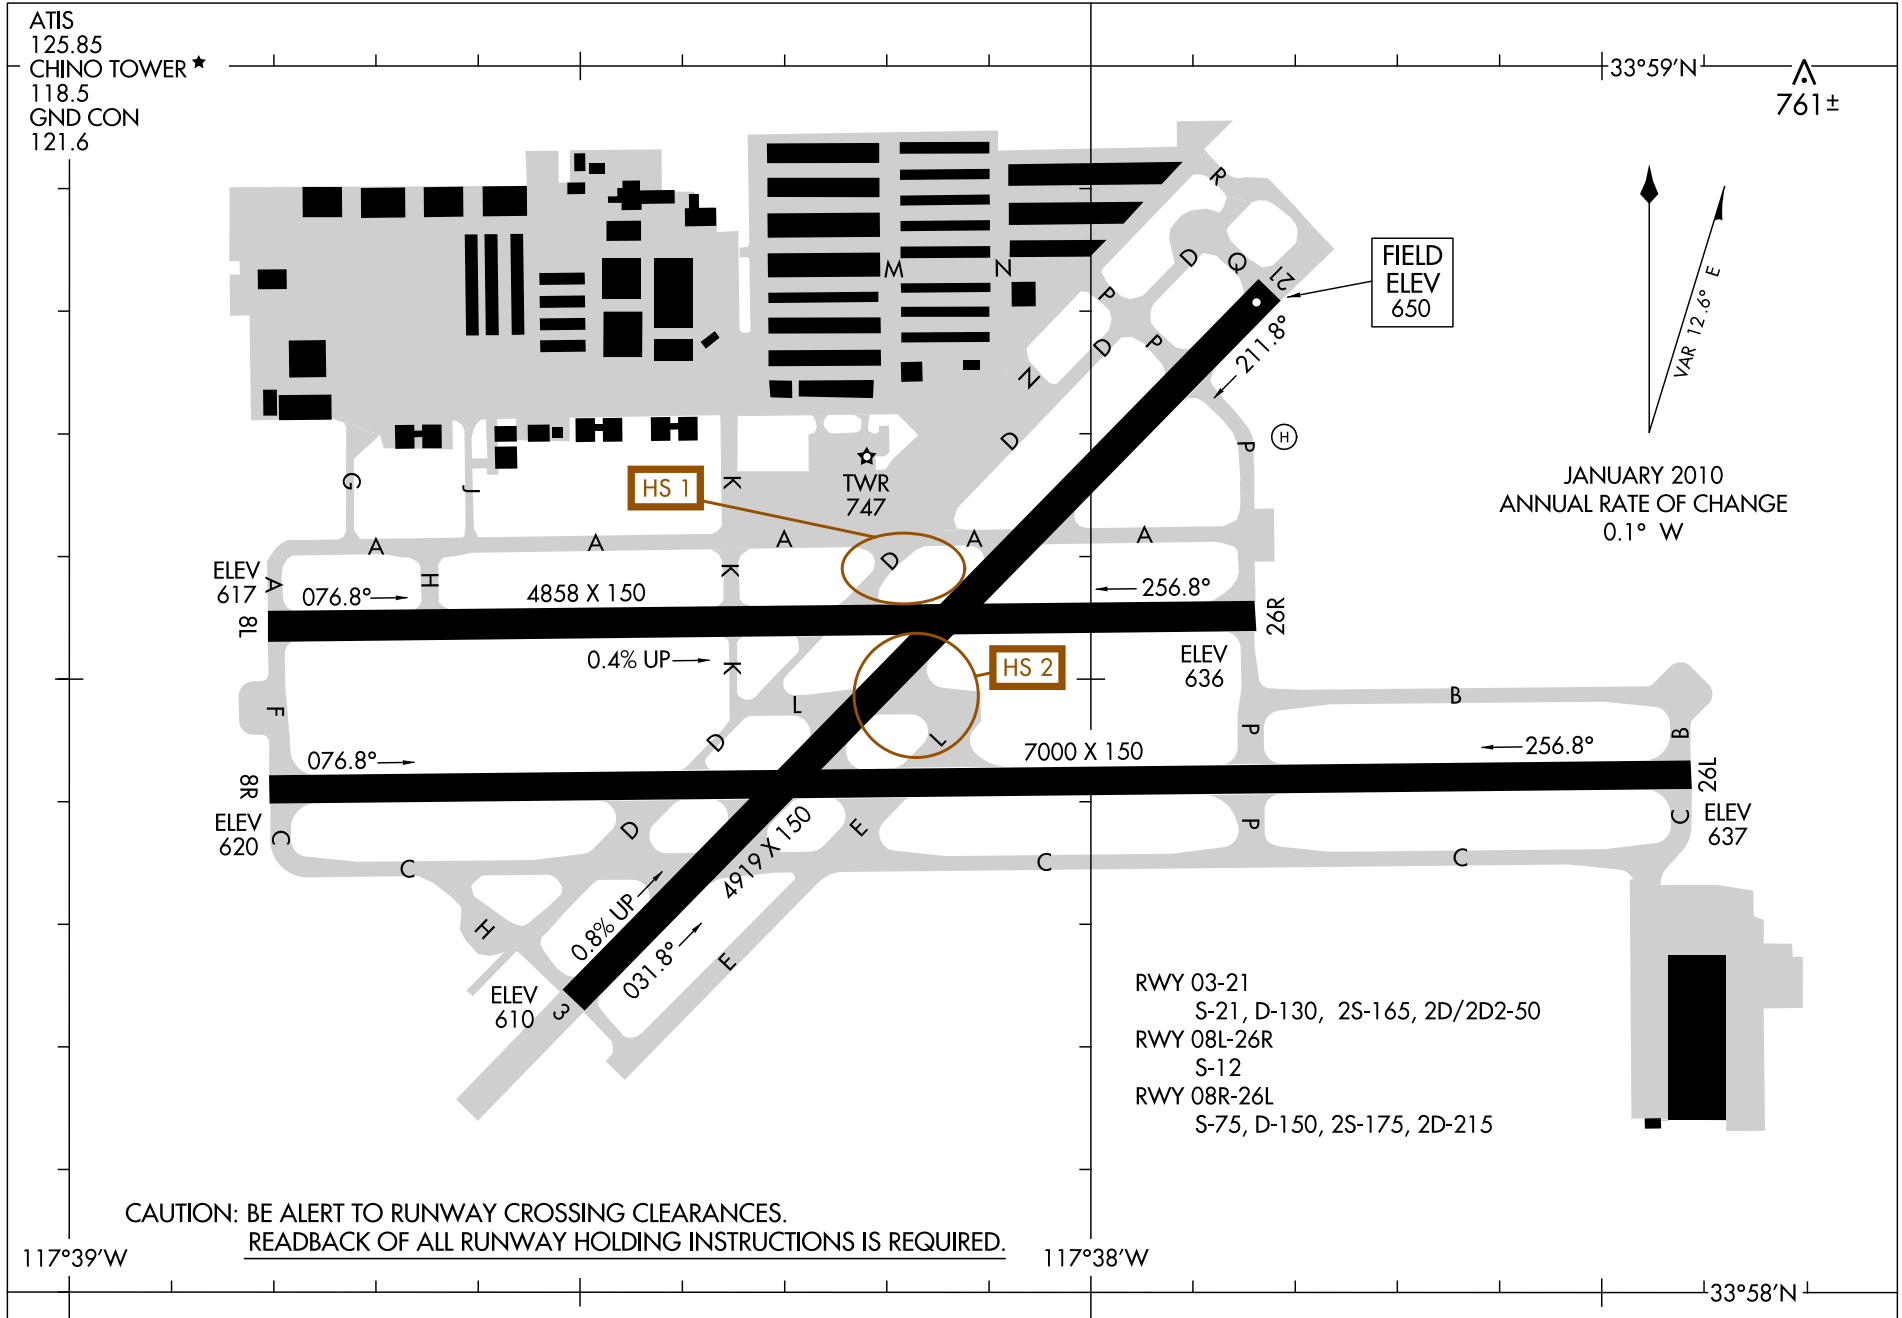 ATIS
125.85
CHINO TOWER
118.5
GND CON
121.6
33°59'N
761±
R
D
Q
21
FIELD
ELEV
650
VAR 12.6° E
M
N
P
D
P
211.8°
N
D
P
H
JANUARY 2010
ANNUAL RATE OF CHANGE
0.1° W
G
J
K
HS 1
TWR
747
A
A
A
A
A
D
ELEV
617
A
H
K
076.8°
4858 X 150
256.8°
8L
26R
0.4% UP
K
HS 2
ELEV
636
F
L
D
L
B
P
B
076.8°
7000 X 150
256.8°
8R
26L
ELEV
620
C
D
4919 X 150
E
P
C
ELEV
637
C
C
C
H
0.8% UP
031.8°
E
ELEV
610
3
RWY 03-21
S-21, D-130, 2S-165, 2D/2D2-50
RWY 08L-26R
S-12
RWY 08R-26L
S-75, D-150, 2S-175, 2D-215
CAUTION: BE ALERT TO RUNWAY CROSSING CLEARANCES.
READBACK OF ALL RUNWAY HOLDING INSTRUCTIONS IS REQUIRED.
117°39'W
117°38'W
33°58'N